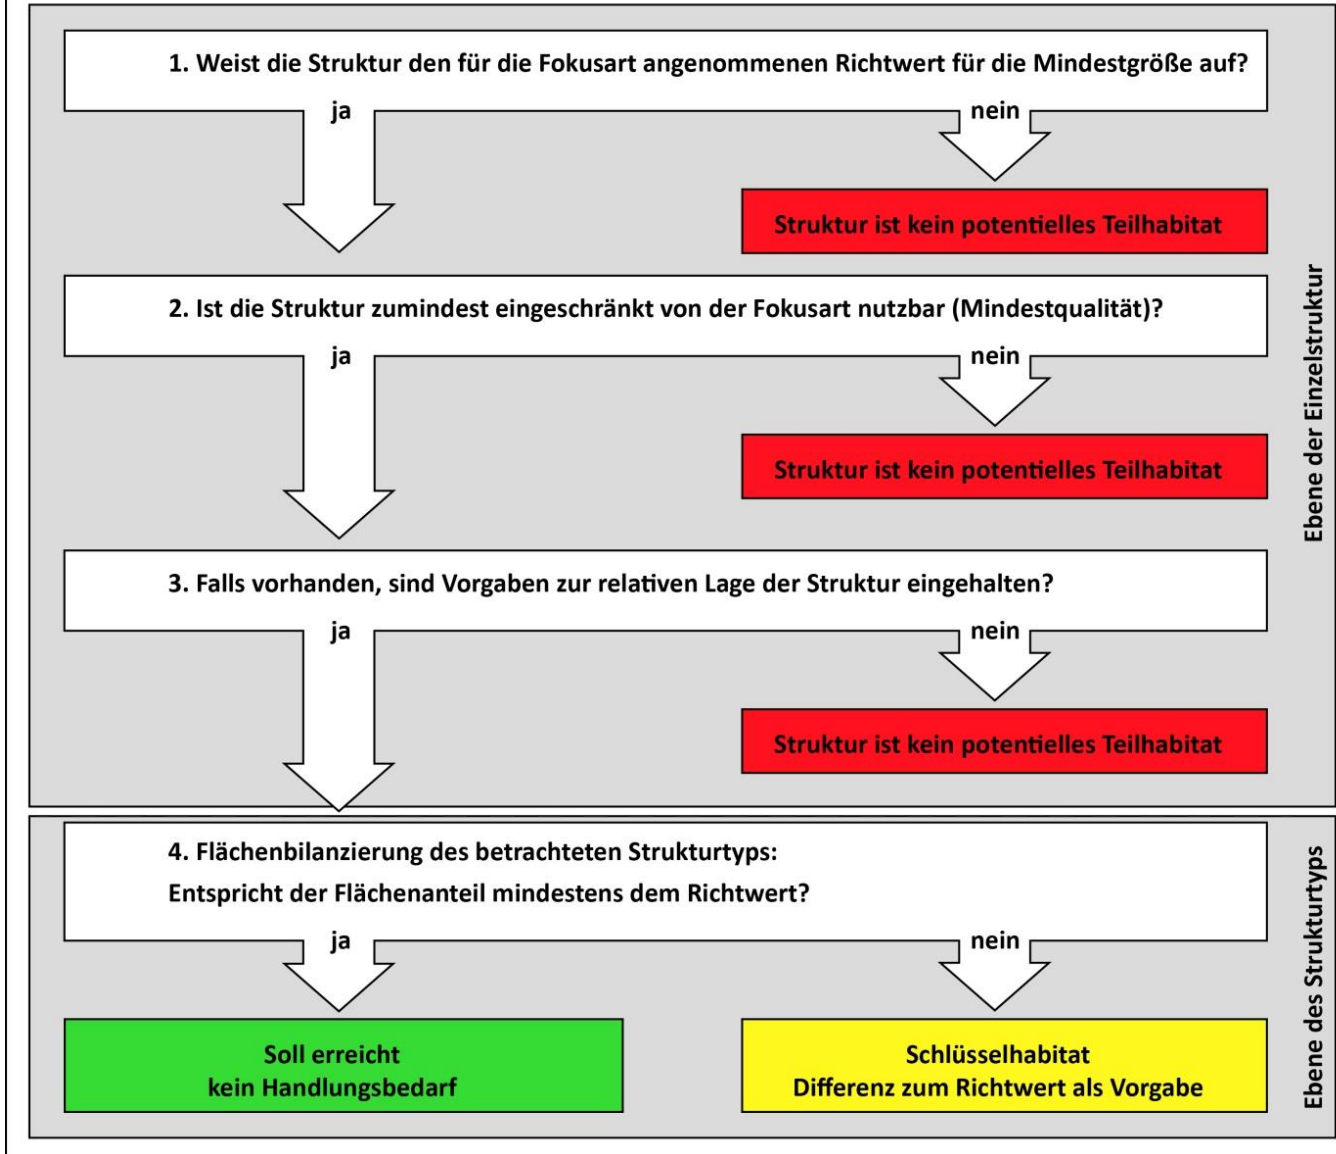 1. Weist die Struktur den für die Fokusart angenommenen Richtwert für die Mindestgröße auf?
ja
nein
Struktur ist kein potentielles Teilhabitat
2. Ist die Struktur zumindest eingeschränkt von der Fokusart nutzbar (Mindestqualität)?
ja
nein
Struktur ist kein potentielles Teilhabitat
3. Falls vorhanden, sind Vorgaben zur relativen Lage der Struktur eingehalten?
ja
nein
Struktur ist kein potentielles Teilhabitat
Ebene der Einzelstruktur
4. Flächenbilanzierung des betrachteten Strukturtyps:
Entspricht der Flächenanteil mindestens dem Richtwert?
ja
nein
Soll erreicht
kein Handlungsbedarf
Schlüsselhabitat
Differenz zum Richtwert als Vorgabe
Ebene des Strukturtyps